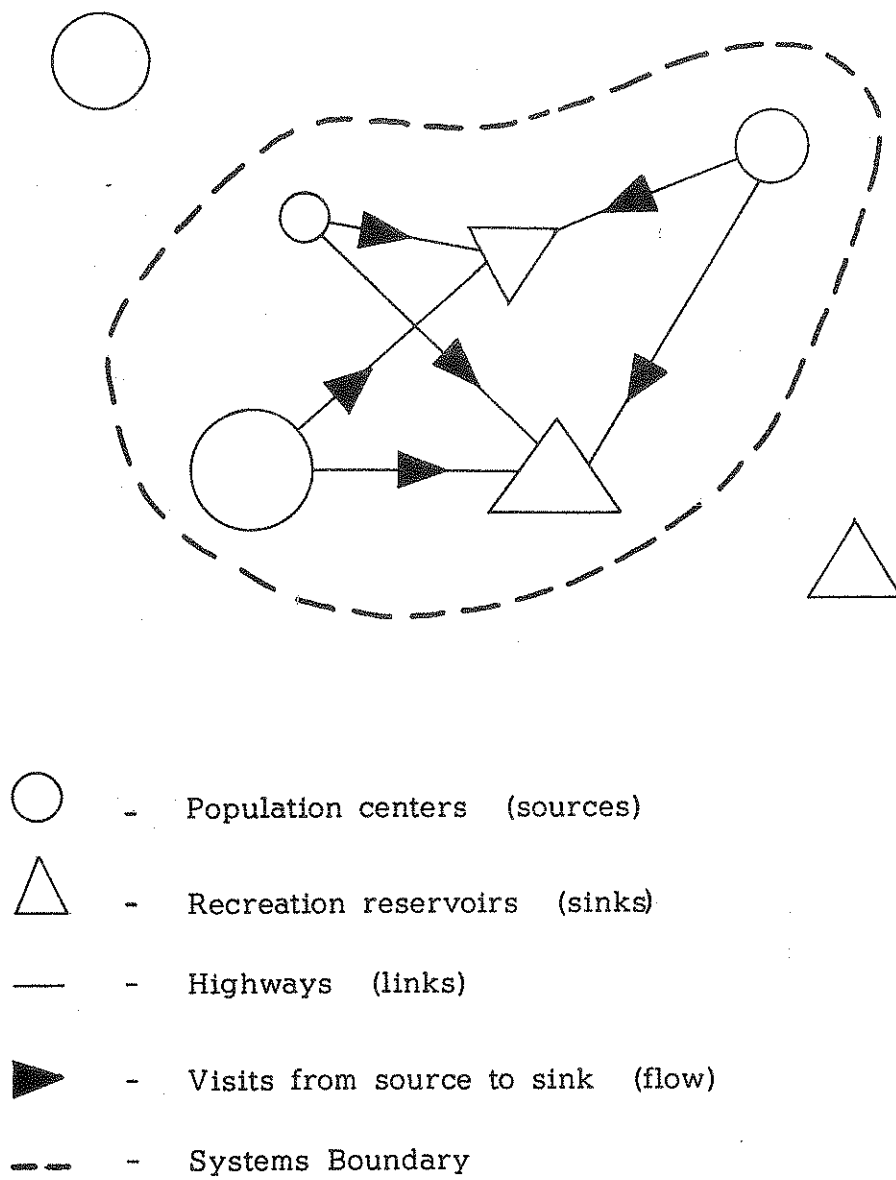 - Population centers (sources)
- Recreation reservoirs (sinks)
- Highways (links)
- Visits from source to sink (flow)
- Systems Boundary